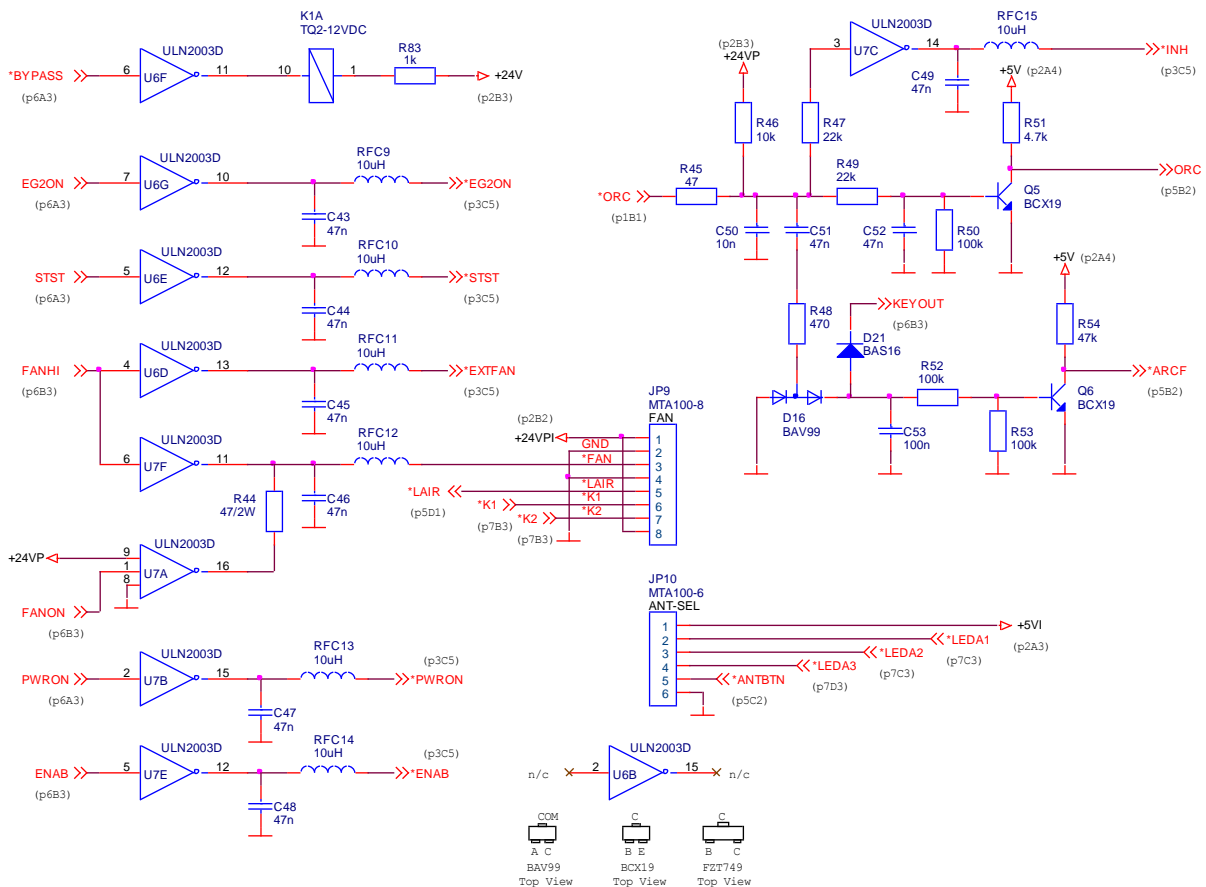 K1A
TQ2-12VDC
ULN2003D
R83
1k
*BYPASS
6
U6F
11
10
1
+24V
(p6A3)
(p2B3)
ULN2003D
RFC9
10uH
EG2ON
7
U6G
10
*EG2ON
(p6A3)
(p3C5)
C43
47n
ULN2003D
RFC10
10uH
STST
5
U6E
12
*STST
(p6A3)
(p3C5)
C44
47n
ULN2003D
RFC11
10uH
FANHI
4
U6D
13
*EXTFAN
(p6B3)
(p3C5)
C45
47n
ULN2003D
RFC12
10uH
6
U7F
11
R44
47/2W
C46
47n
ULN2003D
+24VP
9
1
8
U7A
16
FANON
(p6B3)
ULN2003D
RFC13
10uH
(p3C5)
PWRON
2
U7B
15
*PWRON
(p6A3)
C47
47n
ULN2003D
RFC14
10uH
(p3C5)
ENAB
5
U7E
12
*ENAB
(p6B3)
C48
47n
ULN2003D
RFC15
10uH
3
U7C
14
*INH
(p3C5)
C49
47n
(p2B3)
+24VP
+5V
(p2A4)
R46
10k
R47
22k
R51
4.7k
R45
47
R49
22k
*ORC
(p1B1)
ORC
(p5B2)
Q5
BCX19
C50
10n
C51
47n
C52
47n
R50
100k
+5V
(p2A4)
KEYOUT
(p6B3)
R48
470
D21
BAS16
R54
47k
R52
100k
*ARCF
(p5B2)
Q6
BCX19
D16
BAV99
C53
100n
R53
100k
JP9
MTA100-8
FAN
(p2B2)
+24VPI
1
GND
2
*FAN
3
4
*LAIR
*LAIR
5
(p5D1)
*K1
*K1
6
(p7B3)
*K2
*K2
7
(p7B3)
8
JP10
MTA100-6
ANT-SEL
1
+5VI
(p2A3)
2
*LEDA1
(p7C3)
3
*LEDA2
(p7C3)
4
*LEDA3
(p7D3)
5
*ANTBTN
(p5C2)
6
ULN2003D
n/c
2
U6B
15
n/c
COM
A C
BAV99
Top View
C
B E
BCX19
Top View
C
B C
FZT749
Top View